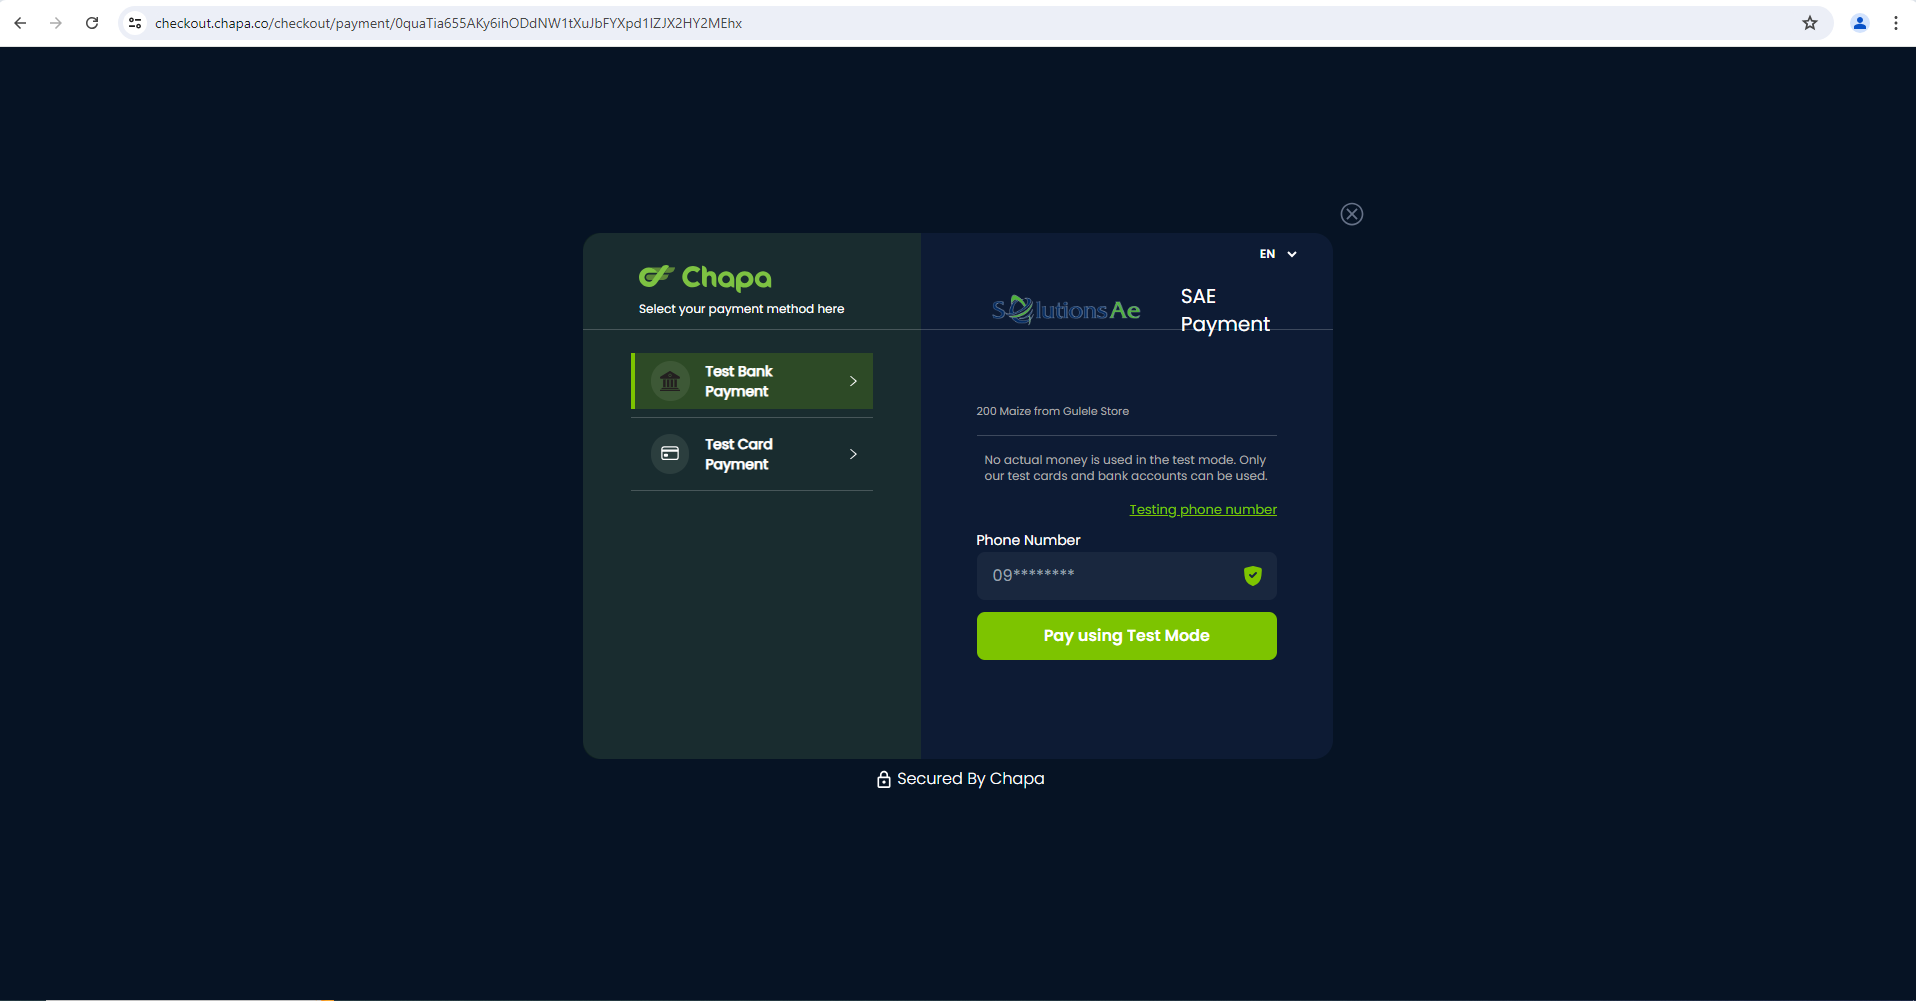 checkout.chapa.co/checkout/payment/0quaTia655AKy6ihODdNW1tXuJbFYXpd1IZJX2HY2MEhx
Chapa
Select your payment method here
Test Bank
Payment
Test Card
Payment
EN
SolutionsAe
SAE
Payment
200 Maize from Gulele Store
No actual money is used in the test mode. Only
our test cards and bank accounts can be used.
Testing phone number
Phone Number
09********
Pay using Test Mode
Secured By Chapa